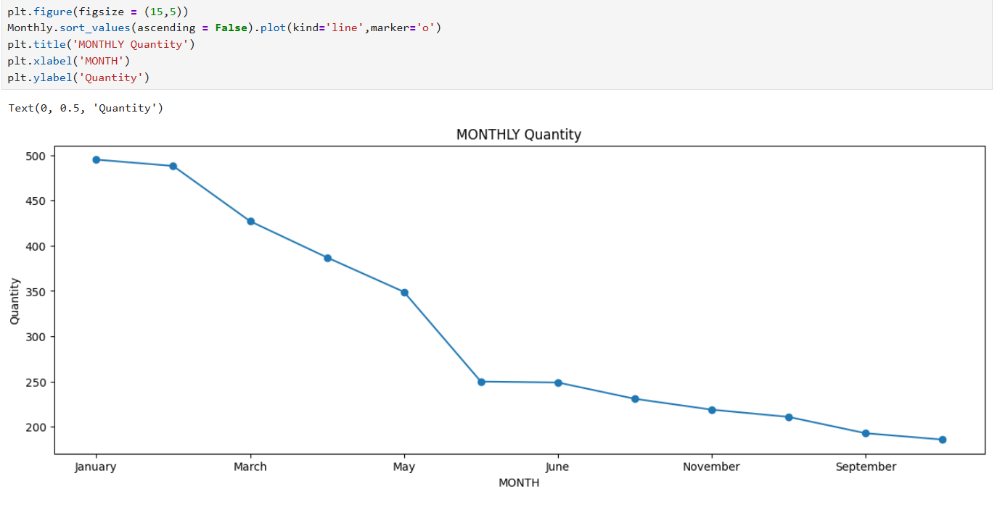 plt.figure(figsize = (15,5))
Monthly.sort_values(ascending = False).plot(kind='line',marker='o')
plt.title('MONTHLY Quantity')
plt.xlabel('MONTH')
plt.ylabel('Quantity')
Text(0, 0.5, 'Quantity')
MONTHLY Quantity
500
450
400
350
300
250
200
Quantity
January March May June November September
MONTH